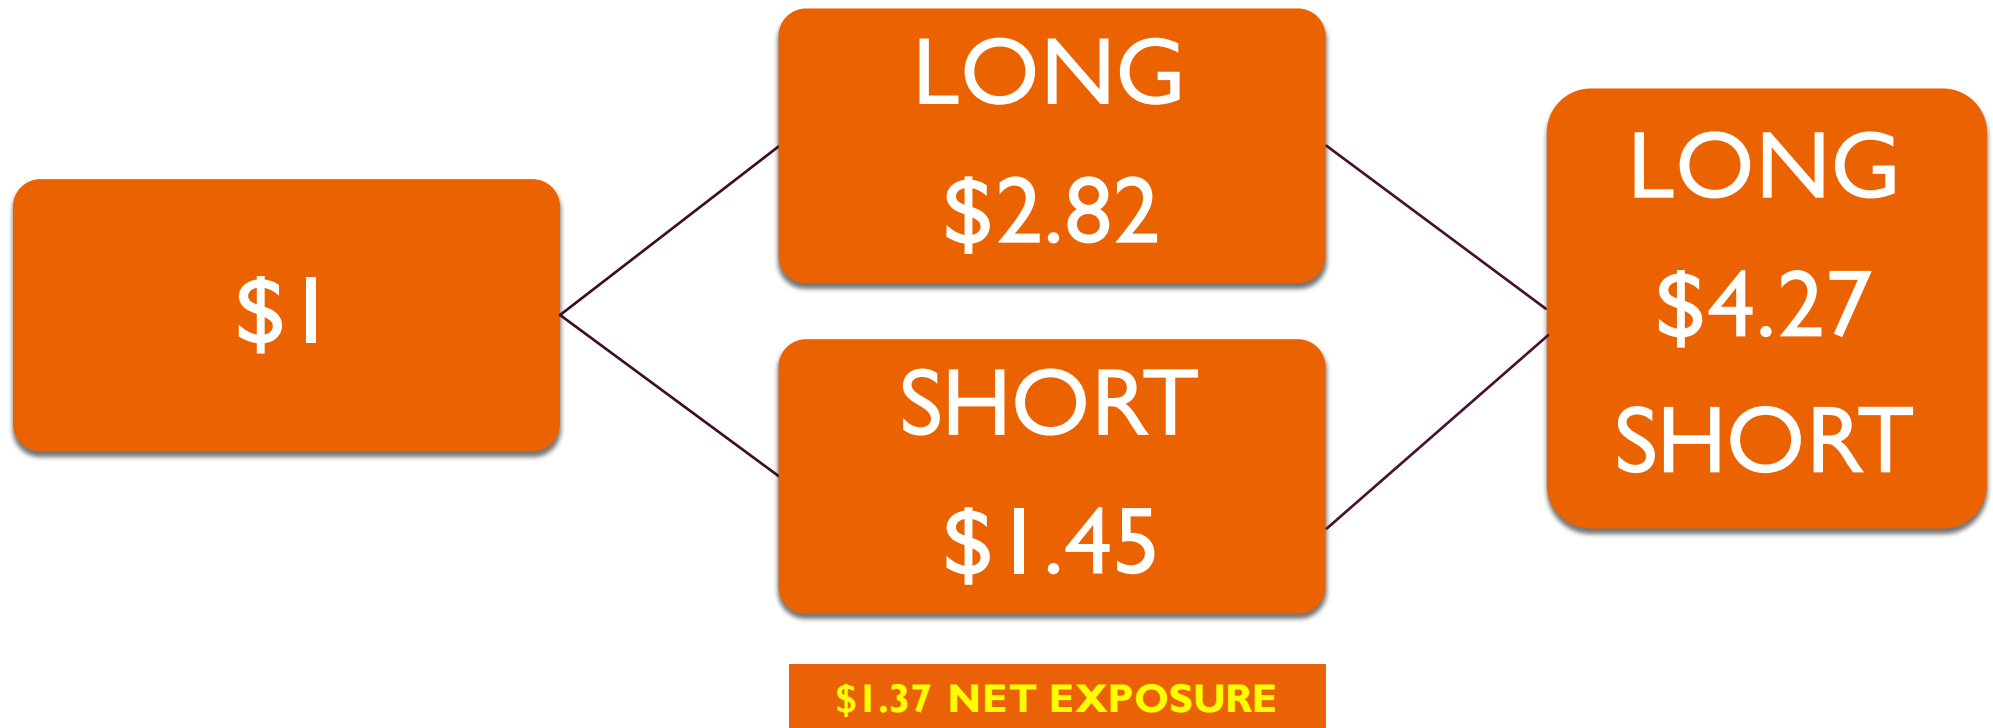 $1
LONG
$2.82
SHORT
$1.45
LONG
$4.27
SHORT
$1.37 NET EXPOSURE